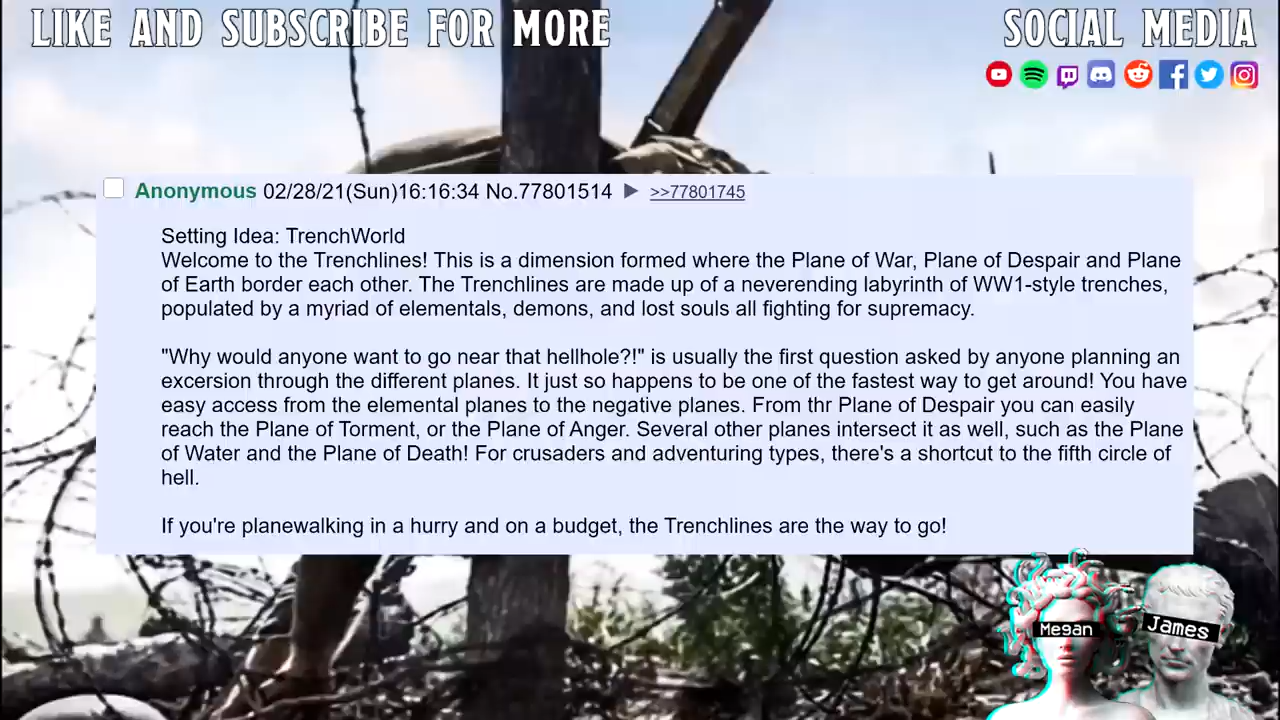 LIKE AND SUBSCRIBE FOR MORE
SOCIAL MEDIA
Anonymous 02/28/21(Sun)16:16:34 No.77801514 ▶ >>77801745
Setting Idea: TrenchWorld
Welcome to the Trenchlines! This is a dimension formed where the Plane of War, Plane of Despair and Plane
of Earth border each other. The Trenchlines are made up of a neverending labyrinth of WW1-style trenches,
populated by a myriad of elementals, demons, and lost souls all fighting for supremacy.
"Why would anyone want to go near that hellhole?!" is usually the first question asked by anyone planning an
excersion through the different planes. It just so happens to be one of the fastest way to get around! You have
easy access from the elemental planes to the negative planes. From thr Plane of Despair you can easily
reach the Plane of Torment, or the Plane of Anger. Several other planes intersect it as well, such as the Plane
of Water and the Plane of Death! For crusaders and adventuring types, there's a shortcut to the fifth circle of
hell.
If you're planewalking in a hurry and on a budget, the Trenchlines are the way to go!
Megan
James